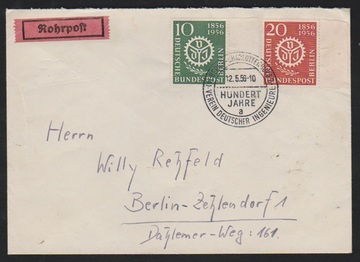 Rohrpost
10 1856 1956
DEUTSCHE BUNDESPOST BERLIN
20 1856 1956
DEUTSCHE BUNDESPOST BERLIN
12.5.56-10
HUNDERT
JAHRE
a
VEREIN DEUTSCHER INGENIEURE
Herrn
Willy Retzfeld
Berlin-Zehlendorf 1
Dahlemer-Weg: 161.